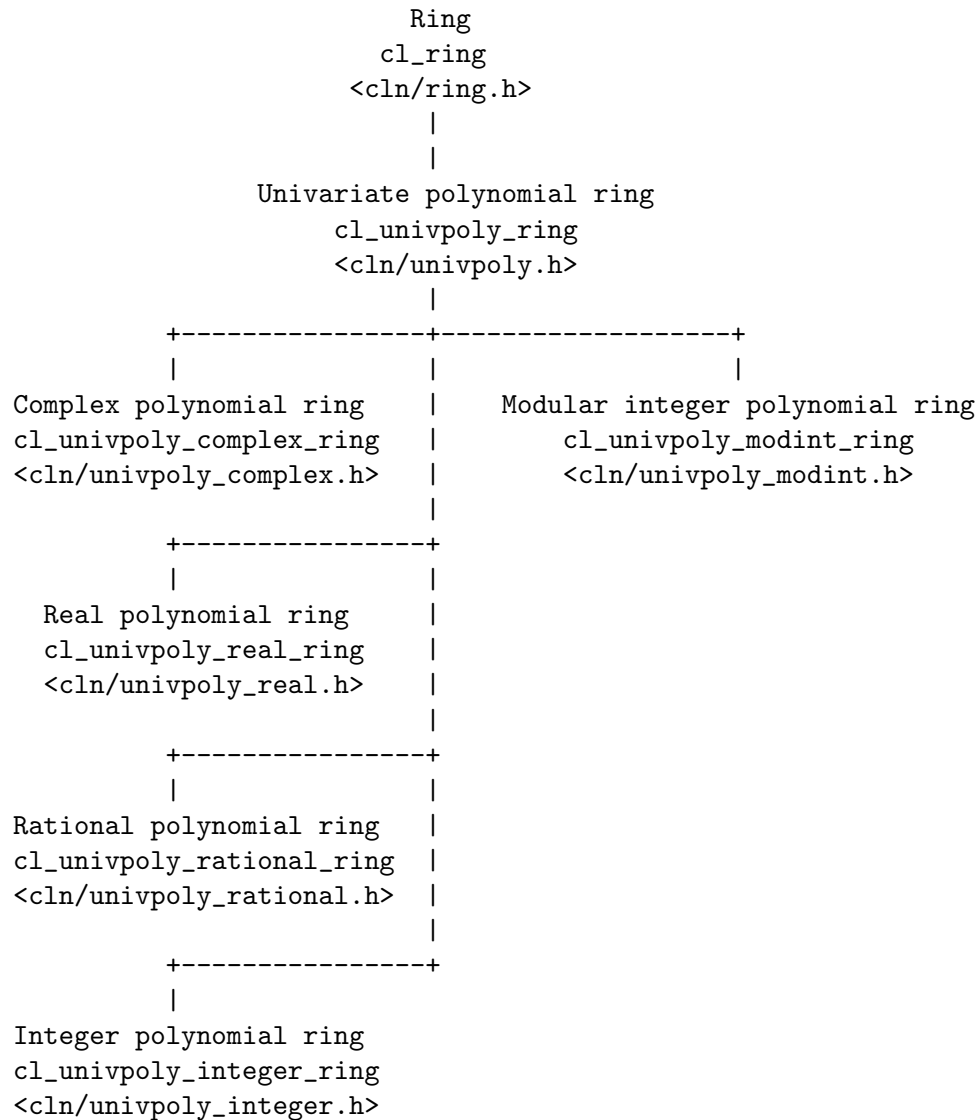 Ring
cl_ring
<cln/ring.h>
Univariate polynomial ring
cl_univpoly_ring
<cln/univpoly.h>
Complex polynomial ring Modular integer polynomial ring
cl_univpoly_complex_ring cl_univpoly_modint_ring
<cln/univpoly_complex.h> <cln/univpoly_modint.h>
Real polynomial ring
cl_univpoly_real_ring
<cln/univpoly_real.h>
Rational polynomial ring
cl_univpoly_rational_ring
<cln/univpoly_rational.h>
Integer polynomial ring
cl_univpoly_integer_ring
<cln/univpoly_integer.h>